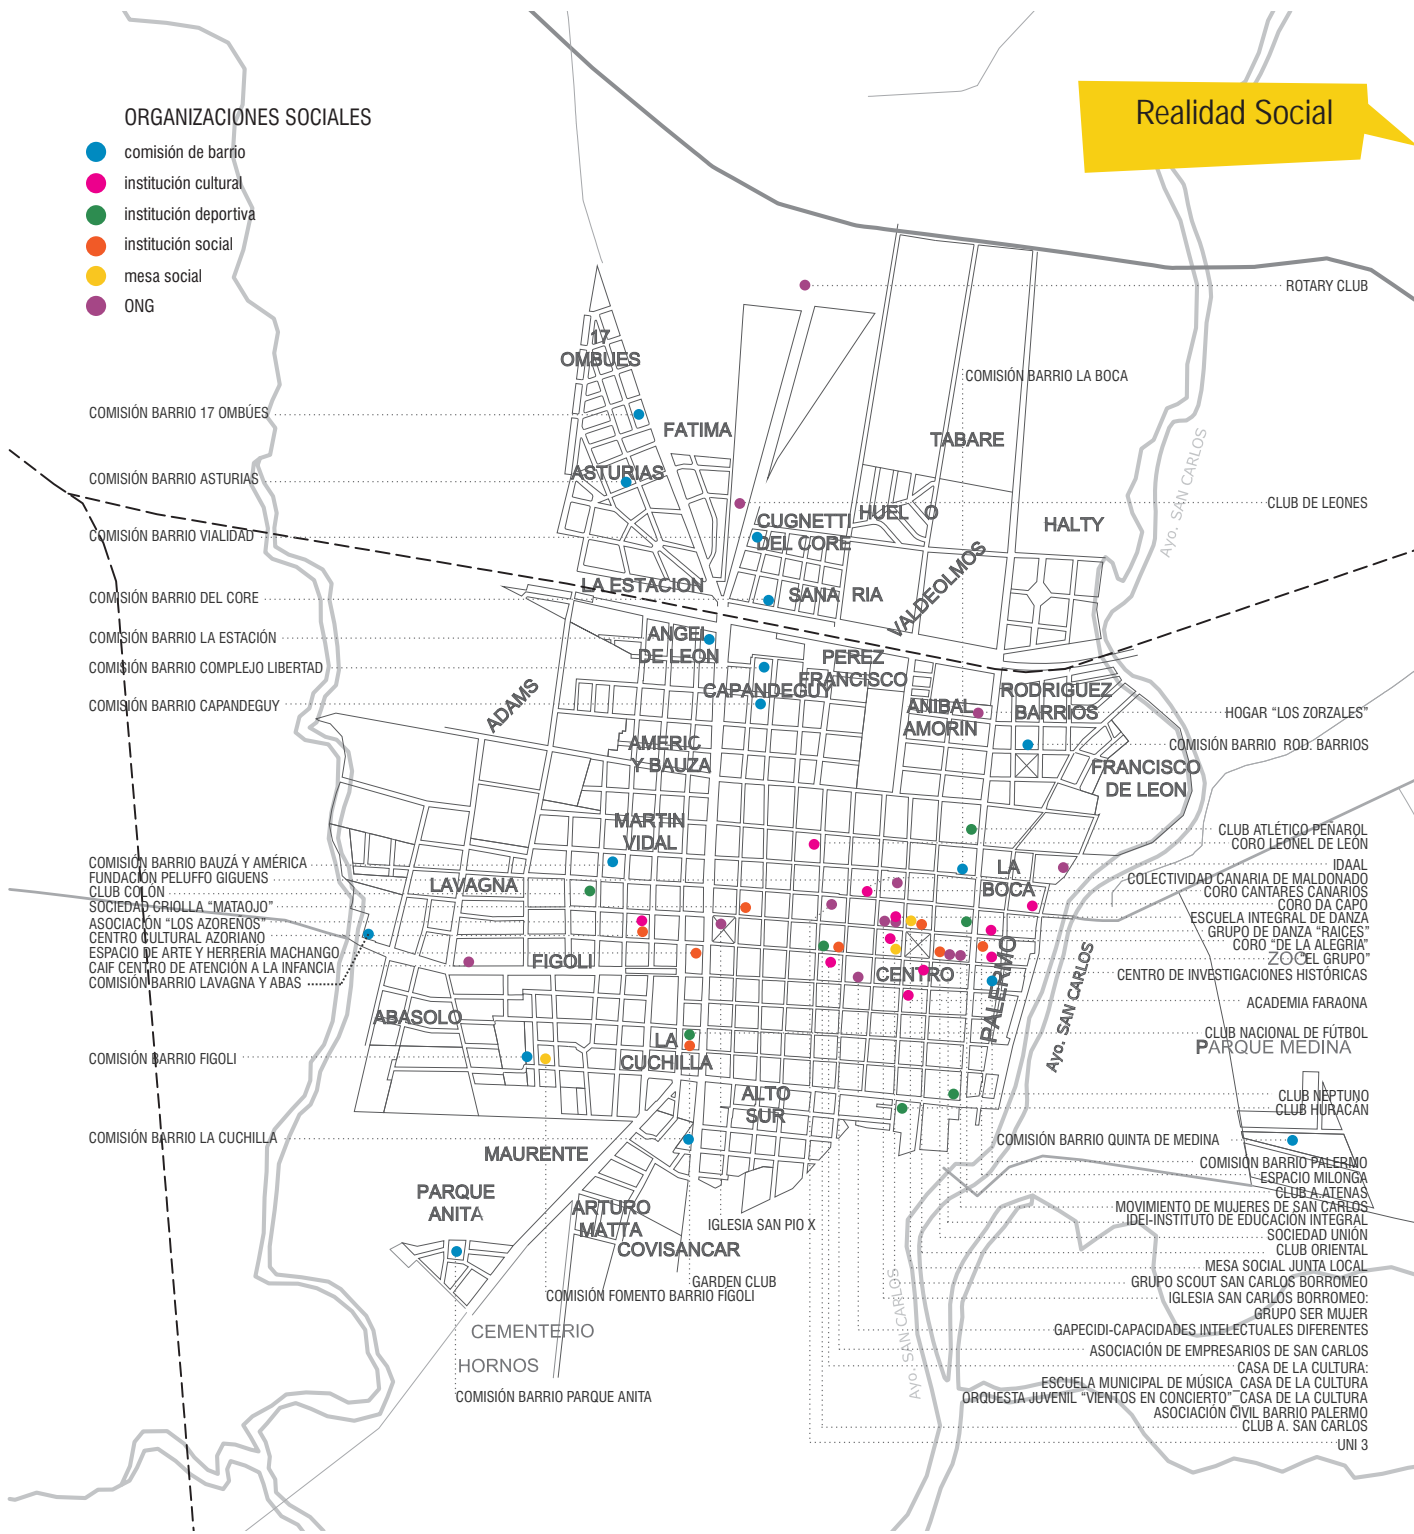 Realidad Social
ORGANIZACIONES SOCIALES
comisión de barrio
institución cultural
institución deportiva
institución social
mesa social
ONG
ROTARY CLUB
17
OMBUES
COMISIÓN BARRIO LA BOCA
COMISIÓN BARRIO 17 OMBÚES
FATIMA
TABARE
COMISIÓN BARRIO ASTURIAS
ASTURIAS
CLUB DE LEONES
CUGNETTI
DEL CORE
HUEL O
HALTY
Ayo. SAN CARLOS
COMISIÓN BARRIO VIALIDAD
LA ESTACION
SANA RIA
VALDEOLMOS
COMISIÓN BARRIO DEL CORE
COMISIÓN BARRIO LA ESTACIÓN
ANGEL
DE LEON
PEREZ
FRANCISCO
COMISIÓN BARRIO COMPLEJO LIBERTAD
CAPANDEGUY
COMISIÓN BARRIO CAPANDEGUY
ADAMS
ANIBAL
AMORIN
RODRIGUEZ
BARRIOS
HOGAR “LOS ZORZALES”
COMISIÓN BARRIO ROD. BARRIOS
AMERIC
Y BAUZA
FRANCISCO
DE LEON
MARTIN
VIDAL
CLUB ATLÉTICO PEÑAROL
CORO LEONEL DE LEÓN
COMISIÓN BARRIO BAUZÁ Y AMÉRICA
FUNDACIÓN PELUFFO GIGUENS
CLUB COLÓN
SOCIEDAD CRIOLLA “MATAOJO”
ASOCIACIÓN “LOS AZOREÑOS”
CENTRO CULTURAL AZORIANO
ESPACIO DE ARTE Y HERRERÍA MACHANGO
CAIF CENTRO DE ATENCIÓN A LA INFANCIA
COMISIÓN BARRIO LAVAGNA Y ABAS
LAVAGNA
LA
BOCA
IDAAL
COLECTIVIDAD CANARIA DE MALDONADO
CORO CANTARES CANARIOS
CORO DA CAPO
ESCUELA INTEGRAL DE DANZA
GRUPO DE DANZA “RAICES”
CORO “DE LA ALEGRÍA”
ZOO
“EL GRUPO”
CENTRO DE INVESTIGACIONES HISTÓRICAS
ACADEMIA FARAONA
CLUB NACIONAL DE FÚTBOL
PARQUE MEDINA
FIGOLI
CENTRO
PALERMO
Ayo. SAN CARLOS
ABASOLO
COMISIÓN BARRIO FIGOLI
LA
CUCHILLA
ALTO
SUR
CLUB NEPTUNO
CLUB HURACÁN
COMISIÓN BARRIO LA CUCHILLA
COMISIÓN BARRIO QUINTA DE MEDINA
MAURENTE
PARQUE
ANITA
ARTURO
MATTA
COVISANCAR
IGLESIA SAN PIO X
GARDEN CLUB
COMISIÓN FOMENTO BARRIO FÍGOLI
CEMENTERIO
HORNOS
COMISIÓN BARRIO PARQUE ANITA
Ayo. SAN CARLOS
COMISIÓN BARRIO PALERMO
ESPACIO MILONGA
CLUB A.ATENAS
MOVIMIENTO DE MUJERES DE SAN CARLOS
IDEI-INSTITUTO DE EDUCACIÓN INTEGRAL
SOCIEDAD UNIÓN
CLUB ORIENTAL
MESA SOCIAL JUNTA LOCAL
GRUPO SCOUT SAN CARLOS BORROMEO
IGLESIA SAN CARLOS BORROMEO:
GRUPO SER MUJER
GAPECIDI-CAPACIDADES INTELECTUALES DIFERENTES
ASOCIACIÓN DE EMPRESARIOS DE SAN CARLOS
CASA DE LA CULTURA:
ESCUELA MUNICIPAL DE MÚSICA_CASA DE LA CULTURA
ORQUESTA JUVENIL “VIENTOS EN CONCIERTO”_CASA DE LA CULTURA
ASOCIACIÓN CIVIL BARRIO PALERMO
CLUB A. SAN CARLOS
UNI 3